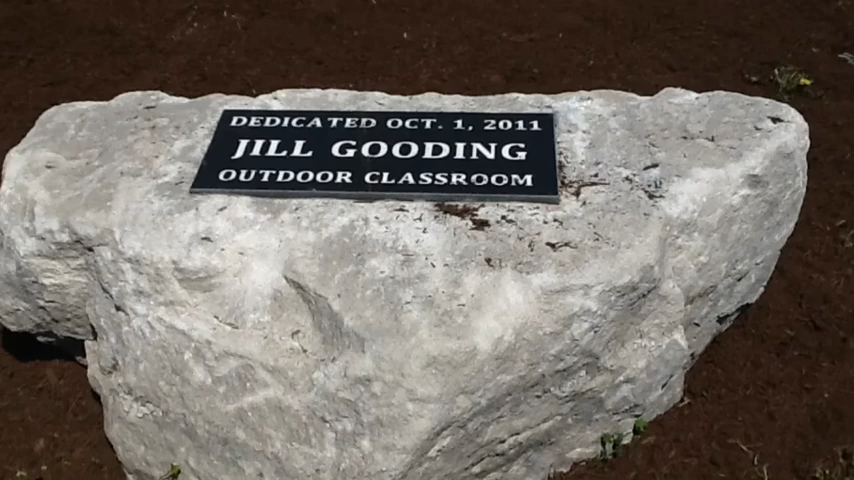 DEDICATED OCT. 1, 2011
JILL GOODING
OUTDOOR CLASSROOM